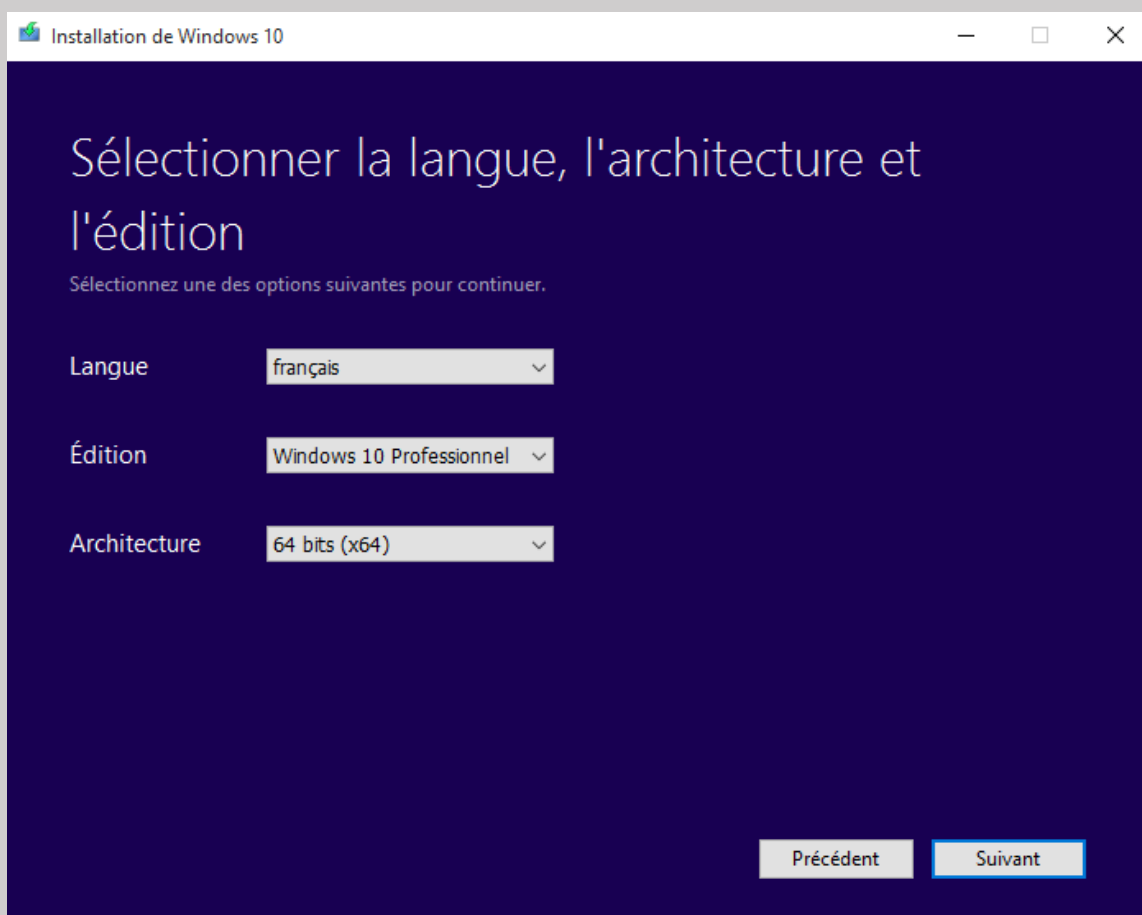 Installation de Windows 10
Sélectionner la langue, l'architecture et
l'édition
Sélectionnez une des options suivantes pour continuer.
Langue français
Édition Windows 10 Professionnel
Architecture 64 bits (x64)
Précédent Suivant